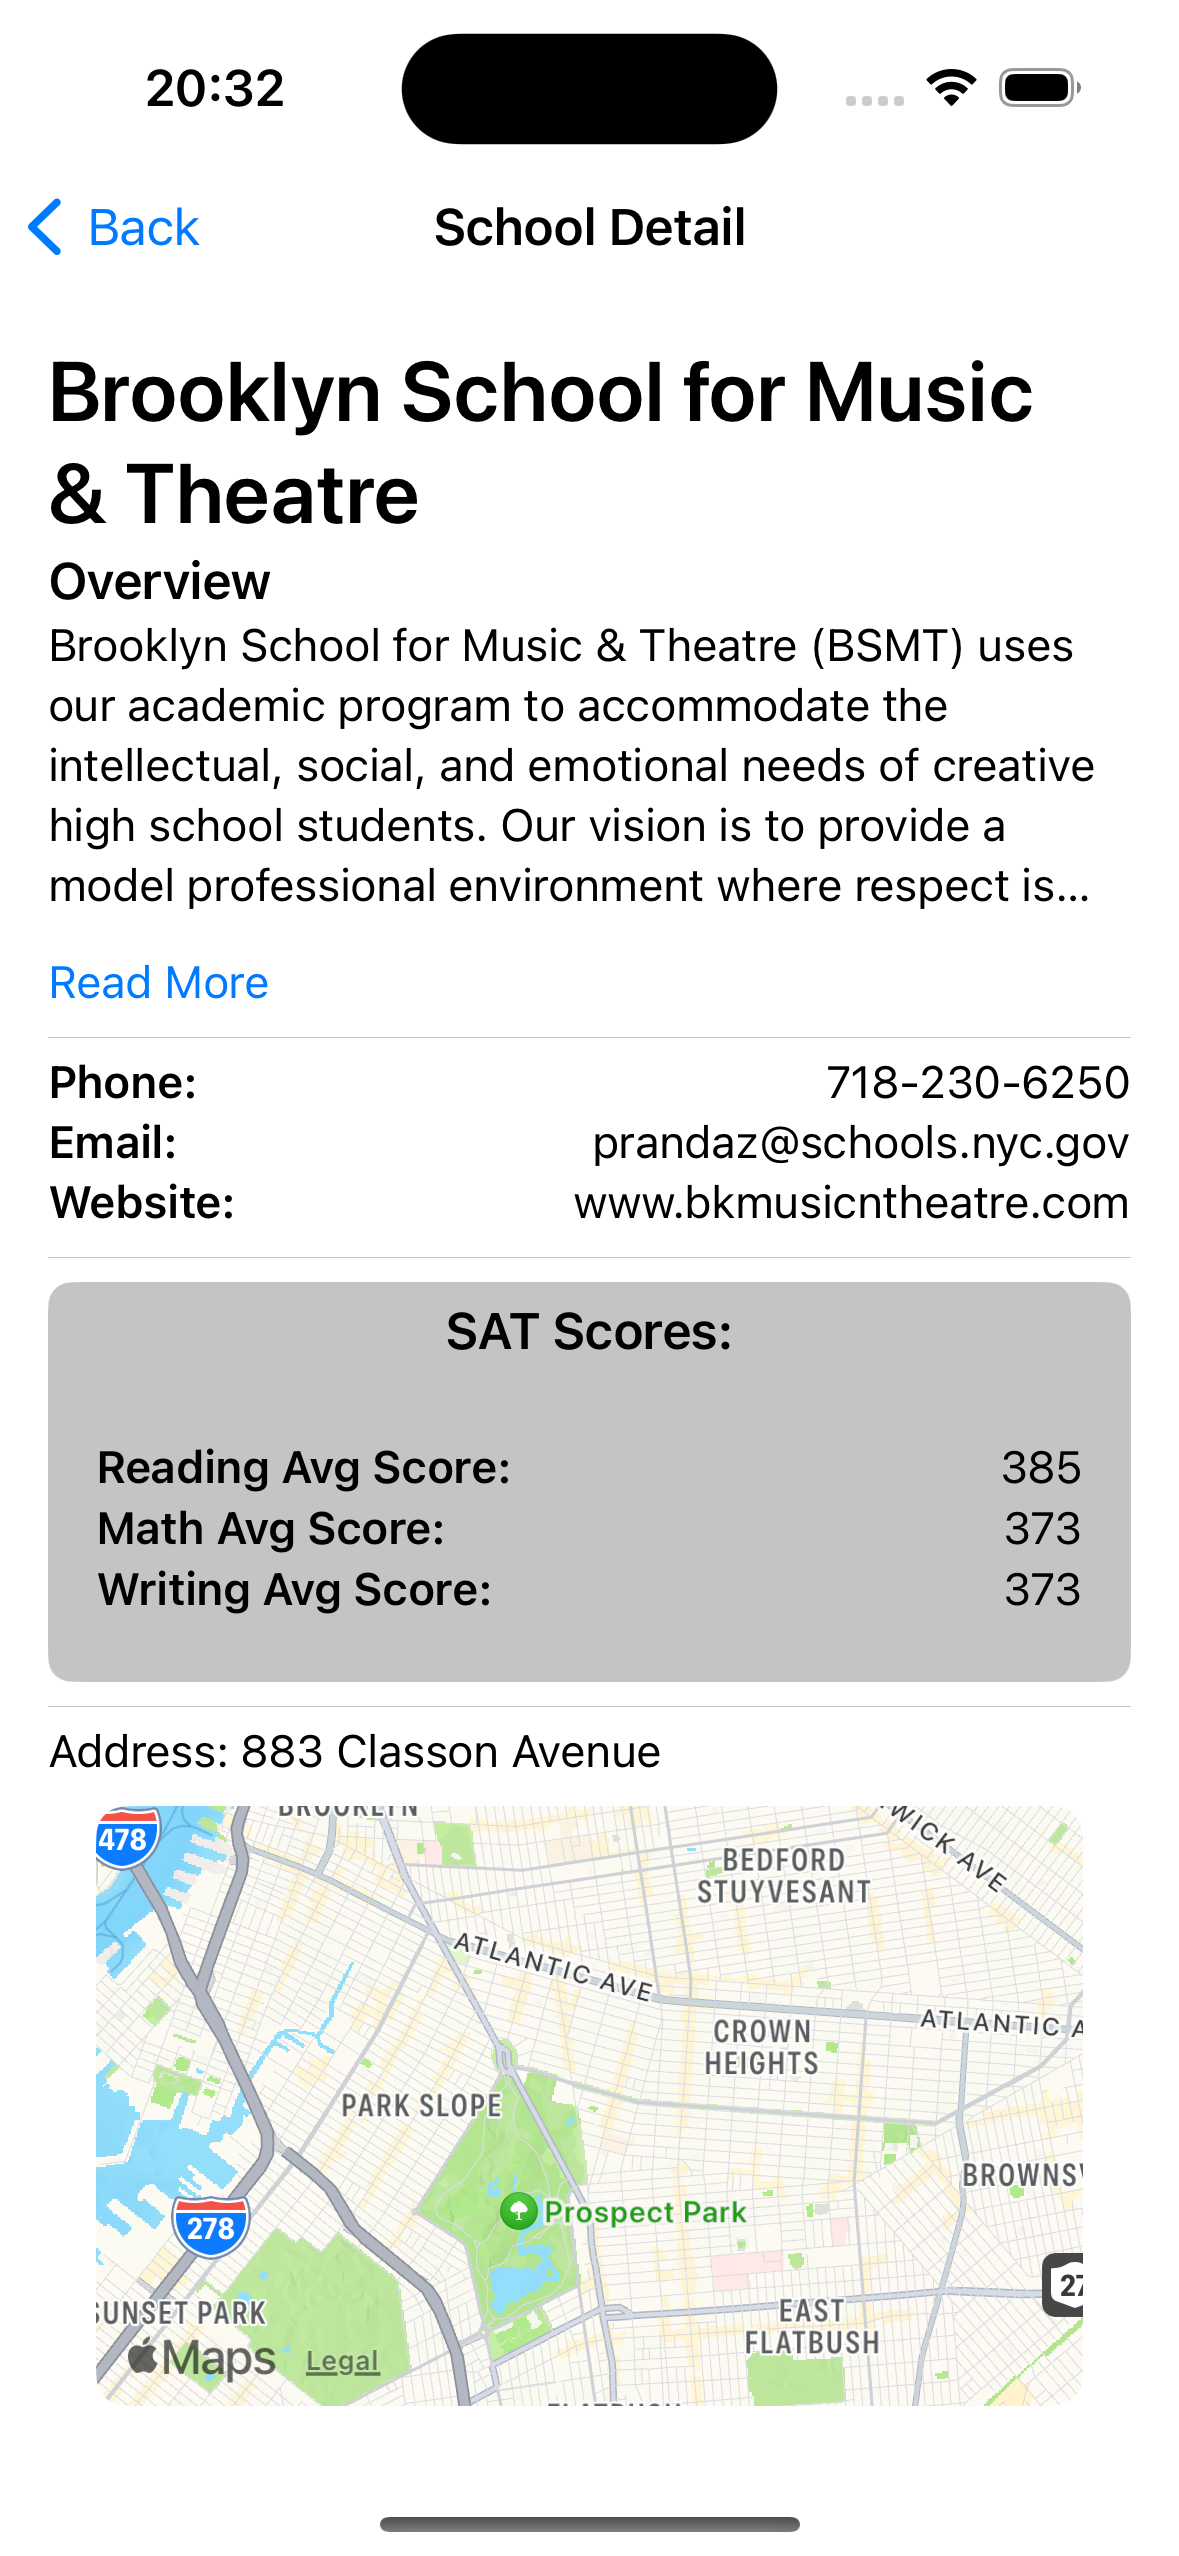 20:32
Back
School Detail
Brooklyn School for Music
& Theatre
Overview
Brooklyn School for Music & Theatre (BSMT) uses
our academic program to accommodate the
intellectual, social, and emotional needs of creative
high school students. Our vision is to provide a
model professional environment where respect is...
Read More
Phone: 718-230-6250
Email: prandaz@schools.nyc.gov
Website: www.bkmusicntheatre.com
SAT Scores:
Reading Avg Score: 385
Math Avg Score: 373
Writing Avg Score: 373
Address: 883 Classon Avenue
BROOKLYN
478
WICK AVE
BEDFORD
STUYVESANT
ATLANTIC AVE
ATLANTIC A
CROWN
HEIGHTS
PARK SLOPE
BROWNSV
Prospect Park
278
27
SUNSET PARK
EAST
FLATBUSH
Maps Legal
FLATBUSH